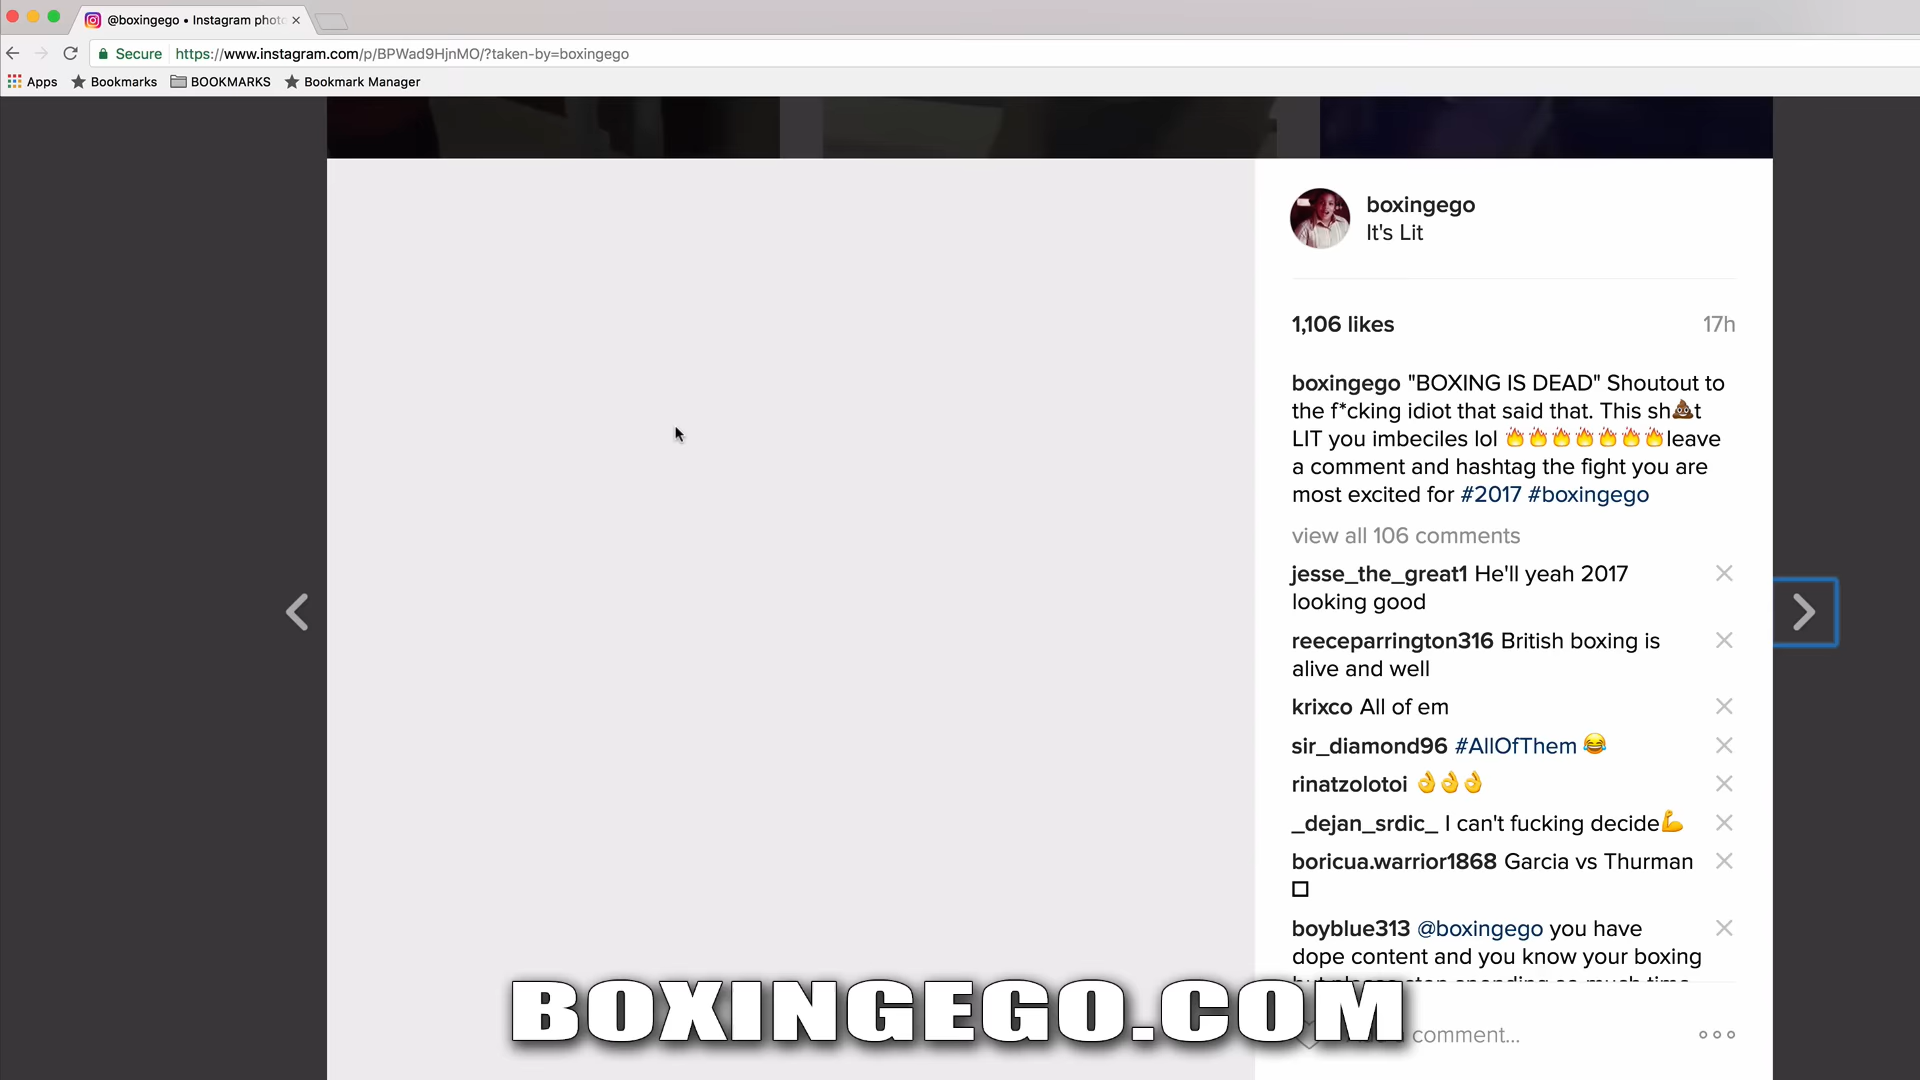 @boxingego • Instagram photo
Secure https://www.instagram.com/p/BPWad9HjnMO/?taken-by=boxingego
Apps Bookmarks BOOKMARKS Bookmark Manager
boxingego
It's Lit
1,106 likes 17h
boxingego "BOXING IS DEAD" Shoutout to
the f*cking idiot that said that. This sh💩t
LIT you imbeciles lol 🔥🔥🔥🔥🔥🔥🔥leave
a comment and hashtag the fight you are
most excited for #2017 #boxingego
view all 106 comments
jesse_the_great1 He'll yeah 2017
looking good
reeceparrington316 British boxing is
alive and well
krixco All of em
sir_diamond96 #AllOfThem 😂
rinatzolotoi 👌👌👌
_dejan_srdic_ I can't fucking decide💪
boricua.warrior1868 Garcia vs Thurman
boyblue313 @boxingego you have
dope content and you know your boxing
comment...
BOXINGEGO.COM